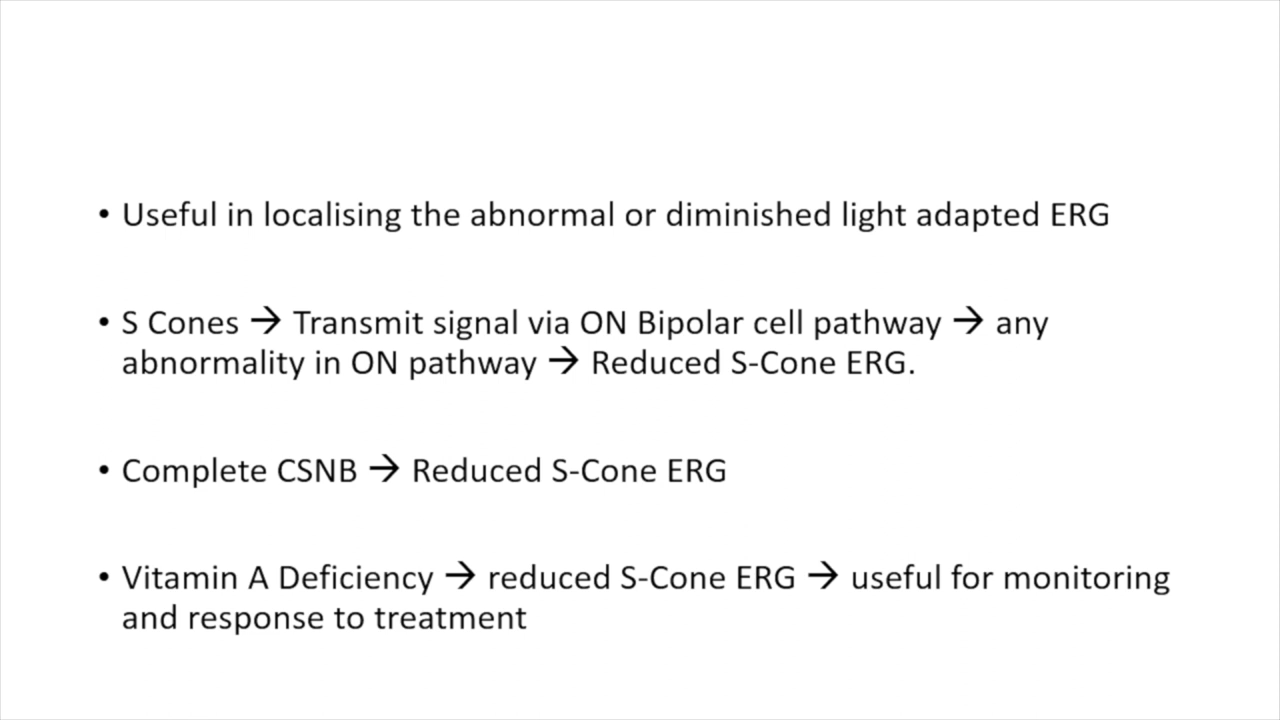 • Useful in localising the abnormal or diminished light adapted ERG
• S Cones → Transmit signal via ON Bipolar cell pathway → any
abnormality in ON pathway → Reduced S-Cone ERG.
• Complete CSNB → Reduced S-Cone ERG
• Vitamin A Deficiency → reduced S-Cone ERG → useful for monitoring
and response to treatment